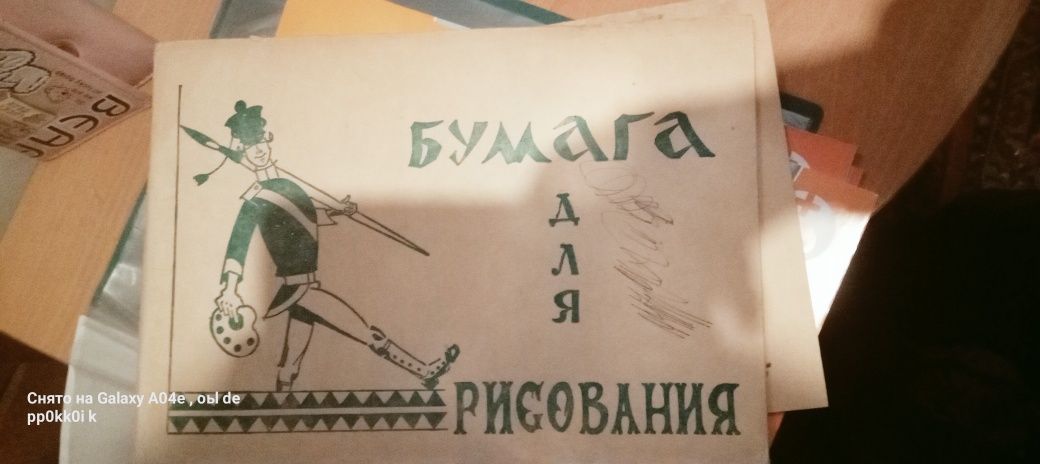 БУМАГА
ДЛЯ
РИСОВАНИЯ
Снято на Galaxy A04e , оы de
pp0kk0i k